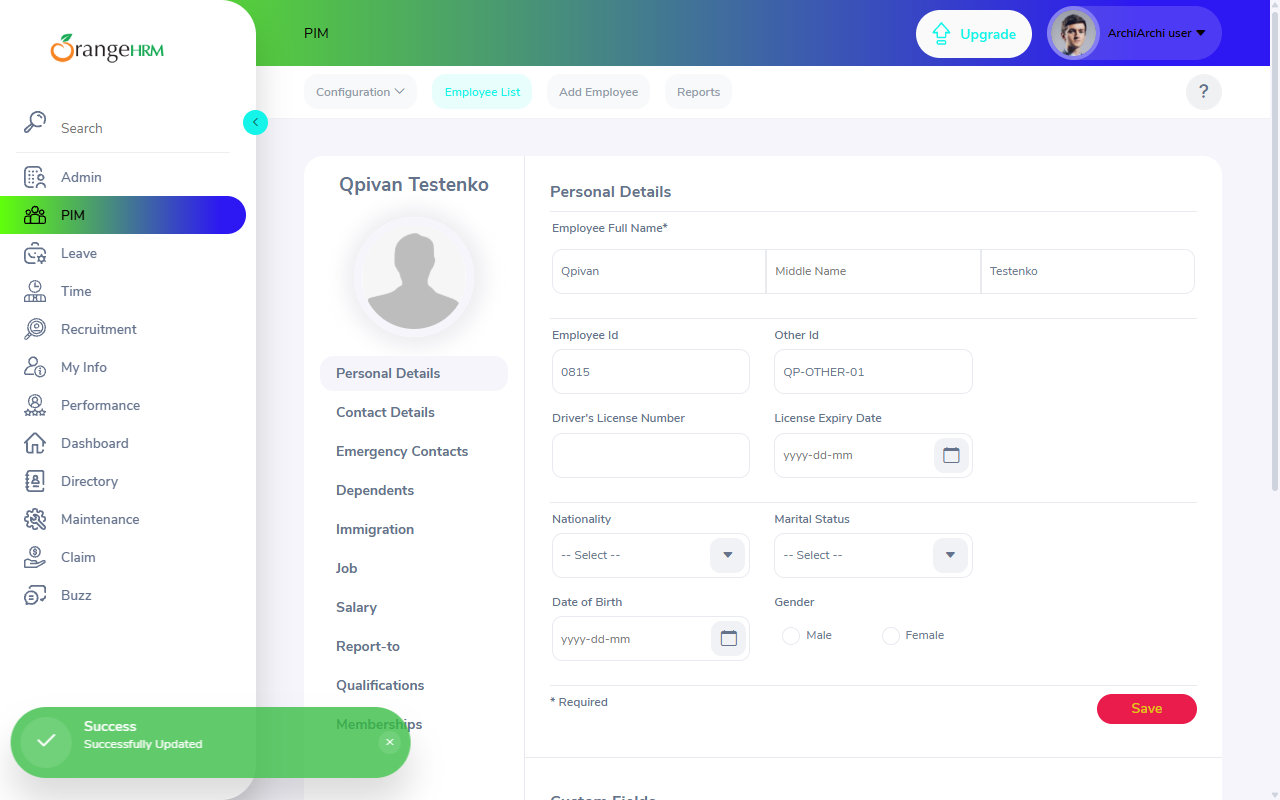 OrangeHRM
PIM
Upgrade
ArchiArchi user
Configuration
Employee List
Add Employee
Reports
?
Search
Admin
PIM
Leave
Time
Recruitment
My Info
Performance
Dashboard
Directory
Maintenance
Claim
Buzz
Qpivan Testenko
Personal Details
Contact Details
Emergency Contacts
Dependents
Immigration
Job
Salary
Report-to
Qualifications
Memberships
Personal Details
Employee Full Name*
Qpivan Middle Name Testenko
Employee Id Other Id
0815 QP-OTHER-01
Driver's License Number License Expiry Date
yyyy-dd-mm
Nationality Marital Status
-- Select -- -- Select --
Date of Birth Gender
yyyy-dd-mm Male Female
* Required Save
Custom Fields
Success
Successfully Updated